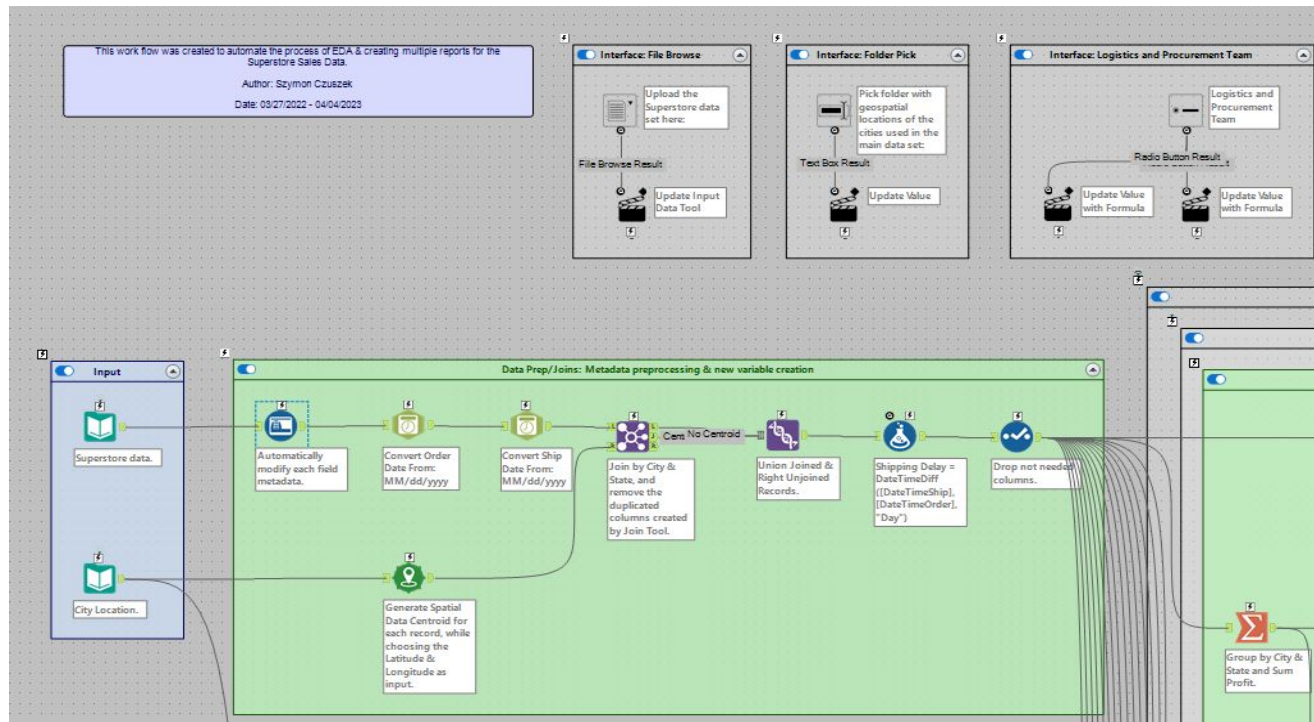 This work flow was created to automate the process of EDA & creating multiple reports for the
Superstore Sales Data.
Author: Szymon Czuszek
Date: 03/27/2022 - 04/04/2023
Interface: File Browse
Upload the
Superstore data
set here:
File Browse Result
Update Input
Data Tool
Interface: Folder Pick
Pick folder with
geospatial
locations of the
cities used in the
main data set:
Text Box Result
Update Value
Interface: Logistics and Procurement Team
Logistics and
Procurement
Team
Radio Button Result
Update Value
with Formula
Update Value
with Formula
Input
Superstore data.
City Location.
Data Prep/Joins: Metadata preprocessing & new variable creation
Automatically
modify each field
metadata.
Convert Order
Date From:
MM/dd/yyyy
Convert Ship
Date From:
MM/dd/yyyy
L
J
R
Cent
No Centroid
Join by City &
State, and
remove the
duplicated
columns created
by Join Tool.
Union Joined &
Right Unjoined
Records.
Shipping Delay =
DateTimeDiff
([DateTimeShip],
[DateTimeOrder],
"Day")
Drop not needed
columns.
Generate Spatial
Data Centroid for
each record, while
choosing the
Latitude &
Longitude as
input.
Group by City &
State and Sum
Profit.